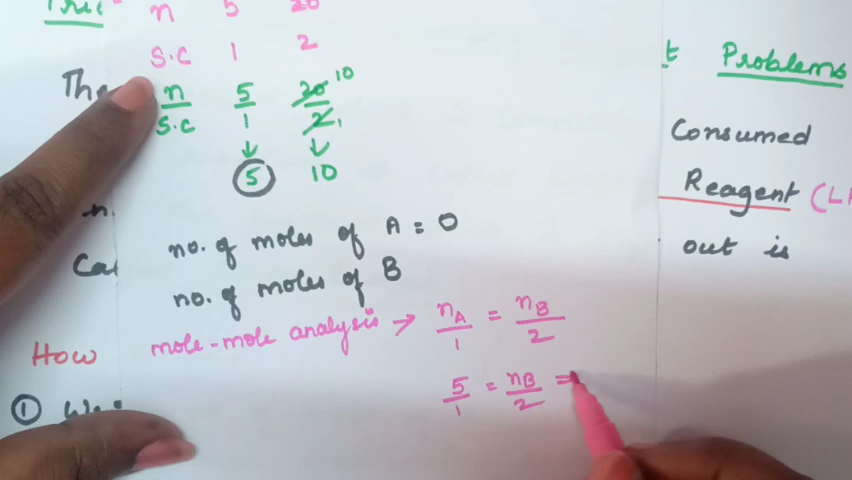 n 5 20
S.C 1 2
n/S.C 5/1 20/2 10 1
5 10
no. of moles of A = 0
no. of moles of B
mole-mole analysis > nA/1 = nB/2
5/1 = nB/2 =
Problems
Consumed
Reagent (LI
out is
How
①